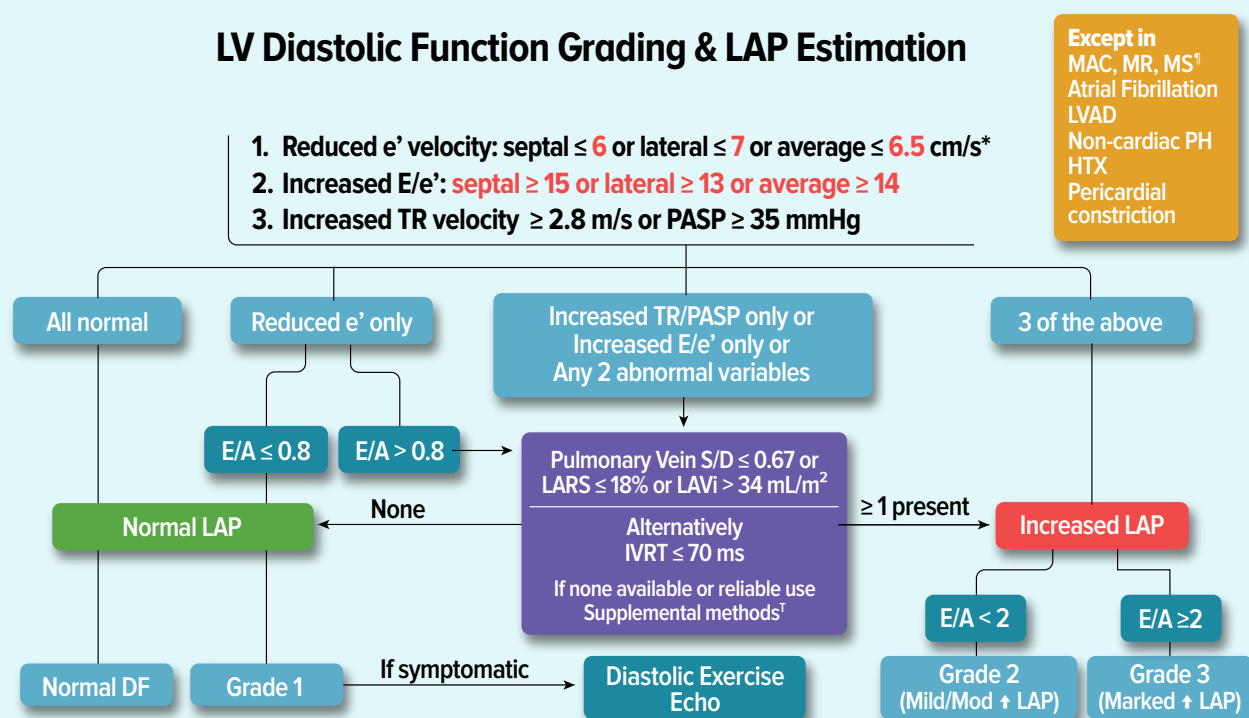 LV Diastolic Function Grading & LAP Estimation
Except in
MAC, MR, MS¶
Atrial Fibrillation
LVAD
Non-cardiac PH
HTX
Pericardial
constriction
1. Reduced e’ velocity: septal ≤ 6 or lateral ≤ 7 or average ≤ 6.5 cm/s*
2. Increased E/e’: septal ≥ 15 or lateral ≥ 13 or average ≥ 14
3. Increased TR velocity ≥ 2.8 m/s or PASP ≥ 35 mmHg
All normal
Reduced e’ only
Increased TR/PASP only or
Increased E/e’ only or
Any 2 abnormal variables
3 of the above
E/A ≤ 0.8
E/A > 0.8
Pulmonary Vein S/D ≤ 0.67 or
LARS ≤ 18% or LAVi > 34 mL/m²
Alternatively
IVRT ≤ 70 ms
If none available or reliable use
Supplemental methodsᵀ
None
≥ 1 present
Normal LAP
Increased LAP
E/A < 2
E/A ≥2
Normal DF
Grade 1
If symptomatic
Diastolic Exercise
Echo
Grade 2
(Mild/Mod ↑ LAP)
Grade 3
(Marked ↑ LAP)